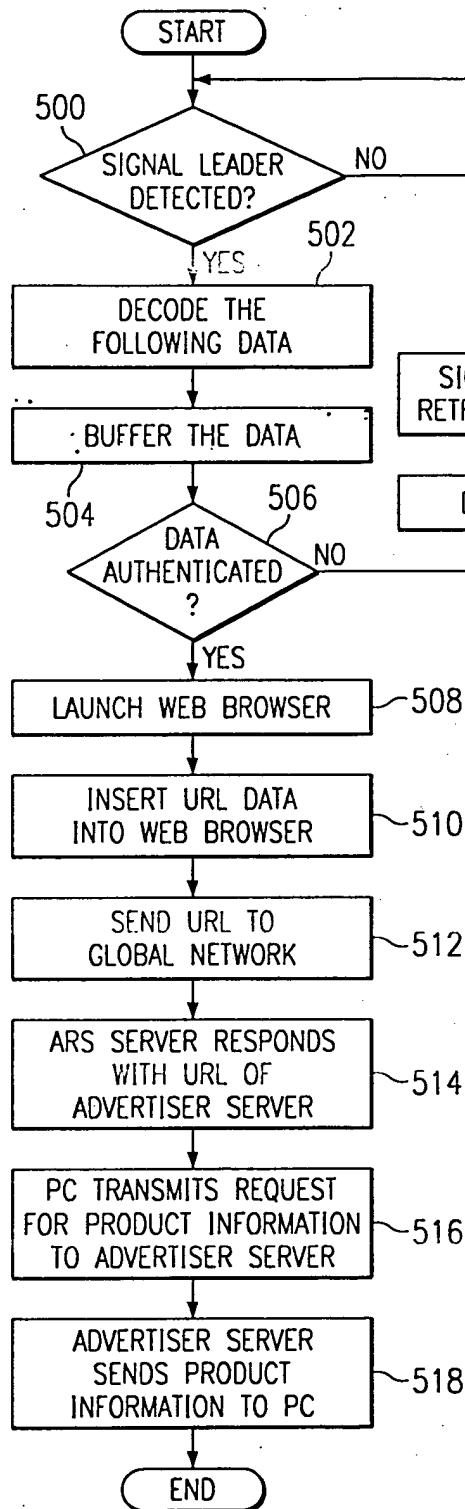 START
500
SIGNAL LEADER
DETECTED?
NO
YES
502
DECODE THE
FOLLOWING DATA
BUFFER THE DATA
504
506
DATA
AUTHENTICATED
?
NO
YES
LAUNCH WEB BROWSER
508
INSERT URL DATA
INTO WEB BROWSER
510
SEND URL TO
GLOBAL NETWORK
512
ARS SERVER RESPONDS
WITH URL OF
ADVERTISER SERVER
514
PC TRANSMITS REQUEST
FOR PRODUCT INFORMATION
TO ADVERTISER SERVER
516
ADVERTISER SERVER
SENDS PRODUCT
INFORMATION TO PC
518
END